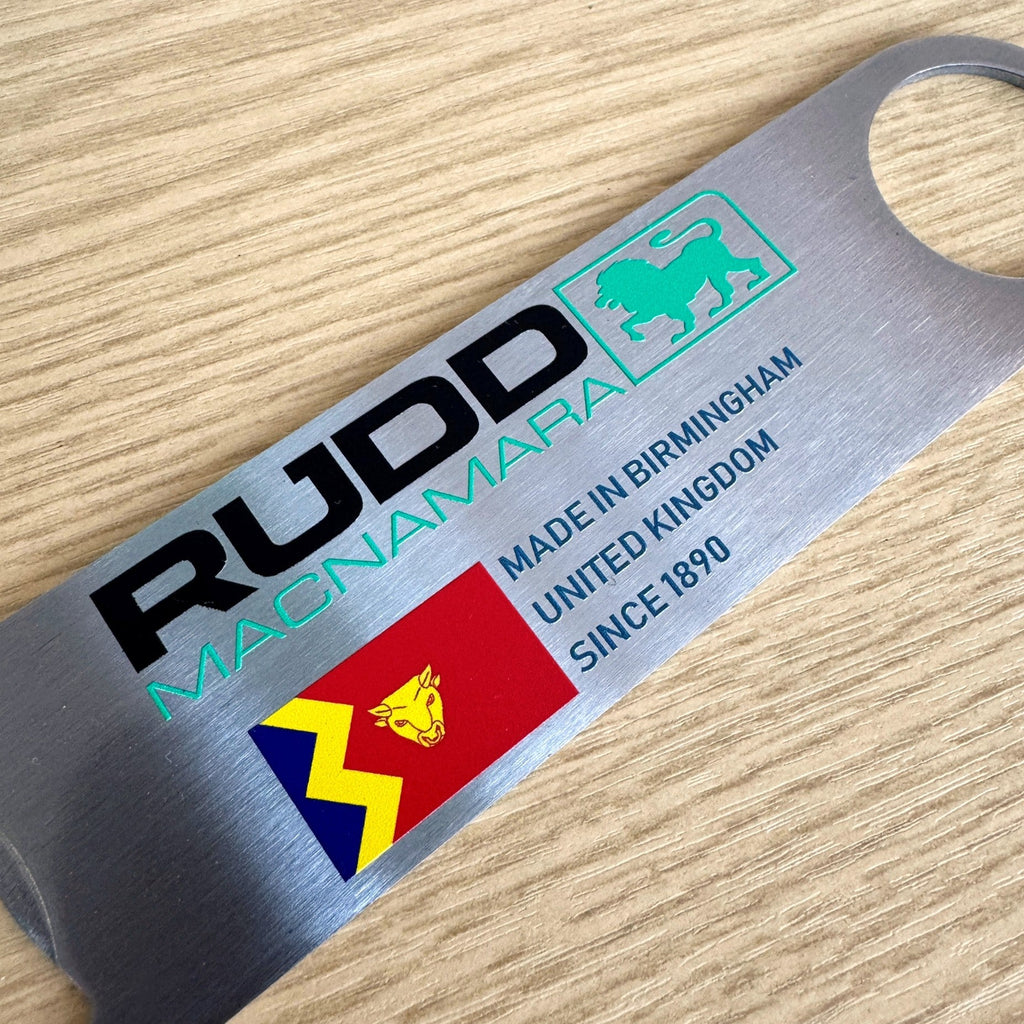 RUDD
MACNAMARA
MADE IN BIRMINGHAM
UNITED KINGDOM
SINCE 1890